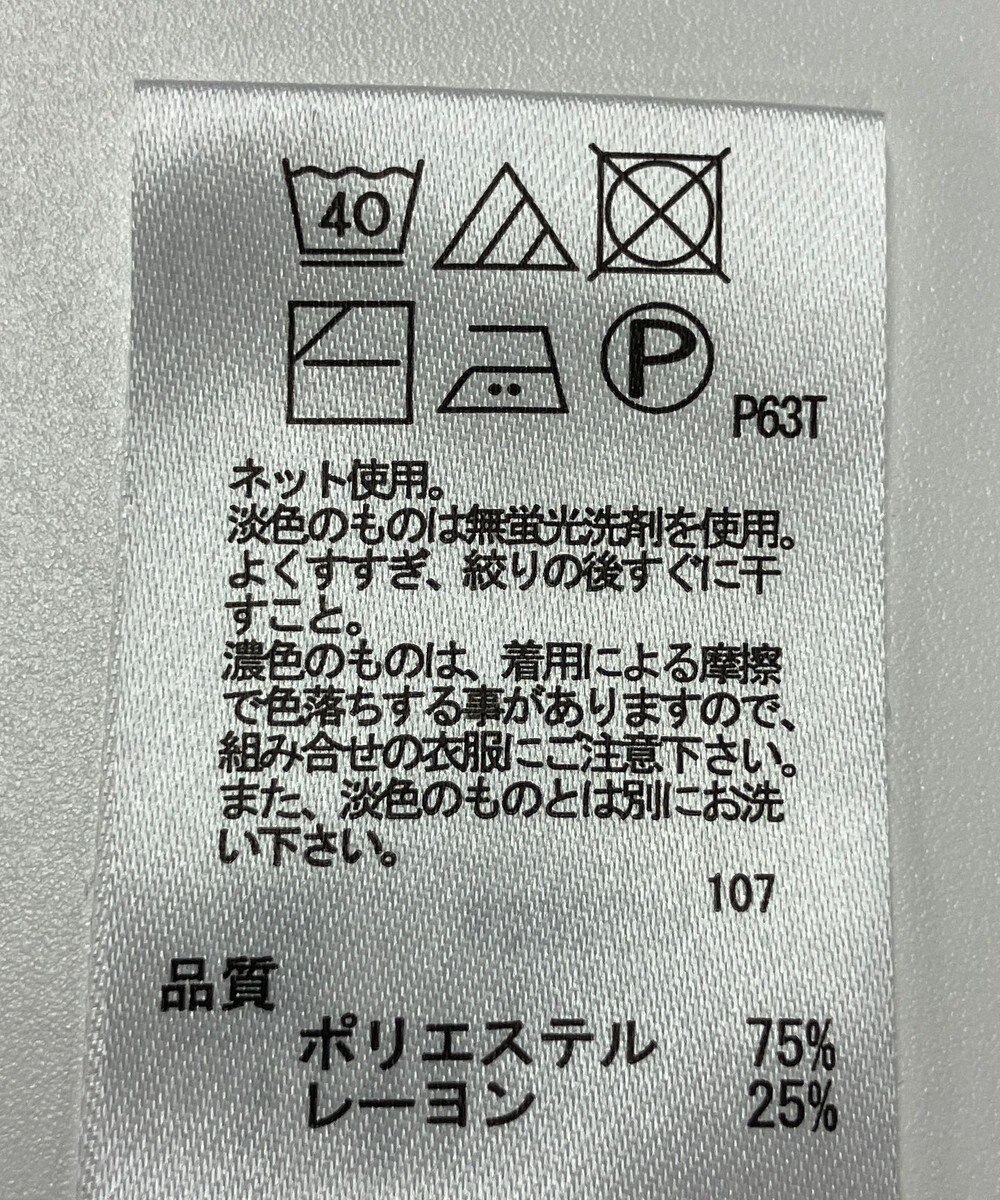 40
P
P63T
ネット使用。
淡色のものは無蛍光洗剤を使用。
よくすすぎ、絞りの後すぐに干
すこと。
濃色のものは、着用による摩擦
で色落ちする事がありますので、
組み合せの衣服にご注意下さい。
また、淡色のものとは別にお洗
い下さい。
107
品質
ポリエステル 75%
レーヨン 25%